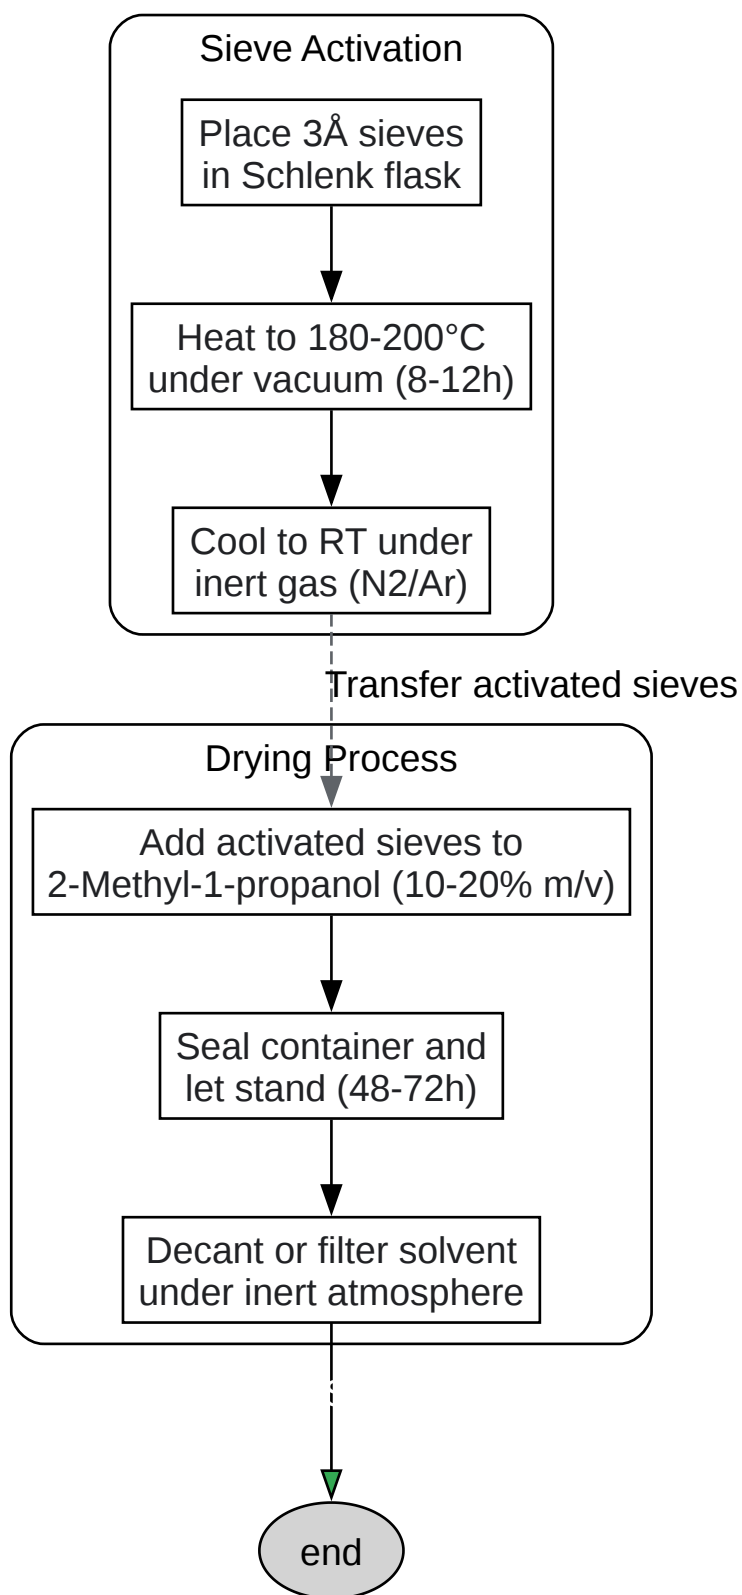 Sieve Activation
Place 3Å sieves
in Schlenk flask
Heat to 180-200°C
under vacuum (8-12h)
Cool to RT under
inert gas (N2/Ar)
Transfer activated sieves
Drying Process
Add activated sieves to
2-Methyl-1-propanol (10-20% m/v)
Seal container and
let stand (48-72h)
Decant or filter solvent
under inert atmosphere
end